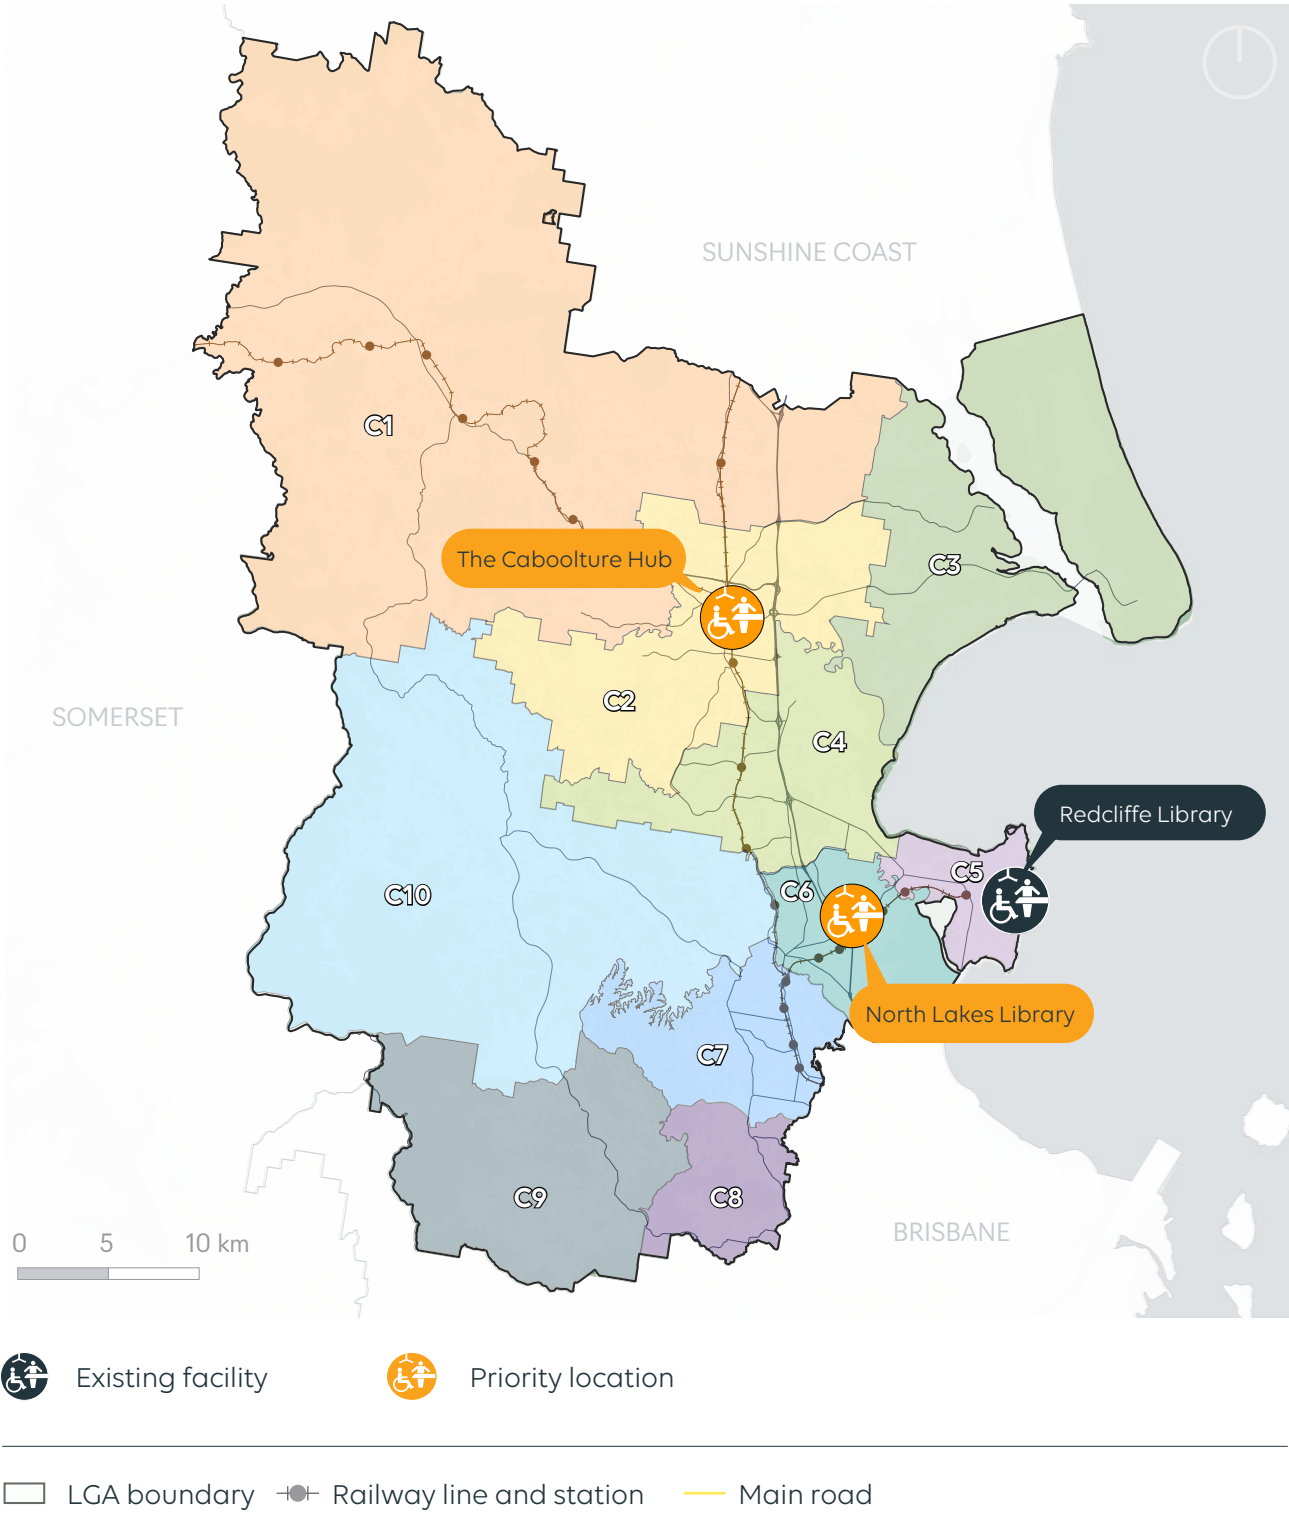 SUNSHINE COAST
C1
The Caboolture Hub
C3
C2
SOMERSET
C4
Redcliffe Library
C5
C6
C10
North Lakes Library
C7
C9
C8
BRISBANE
0 5 10 km
Existing facility Priority location
LGA boundary Railway line and station Main road